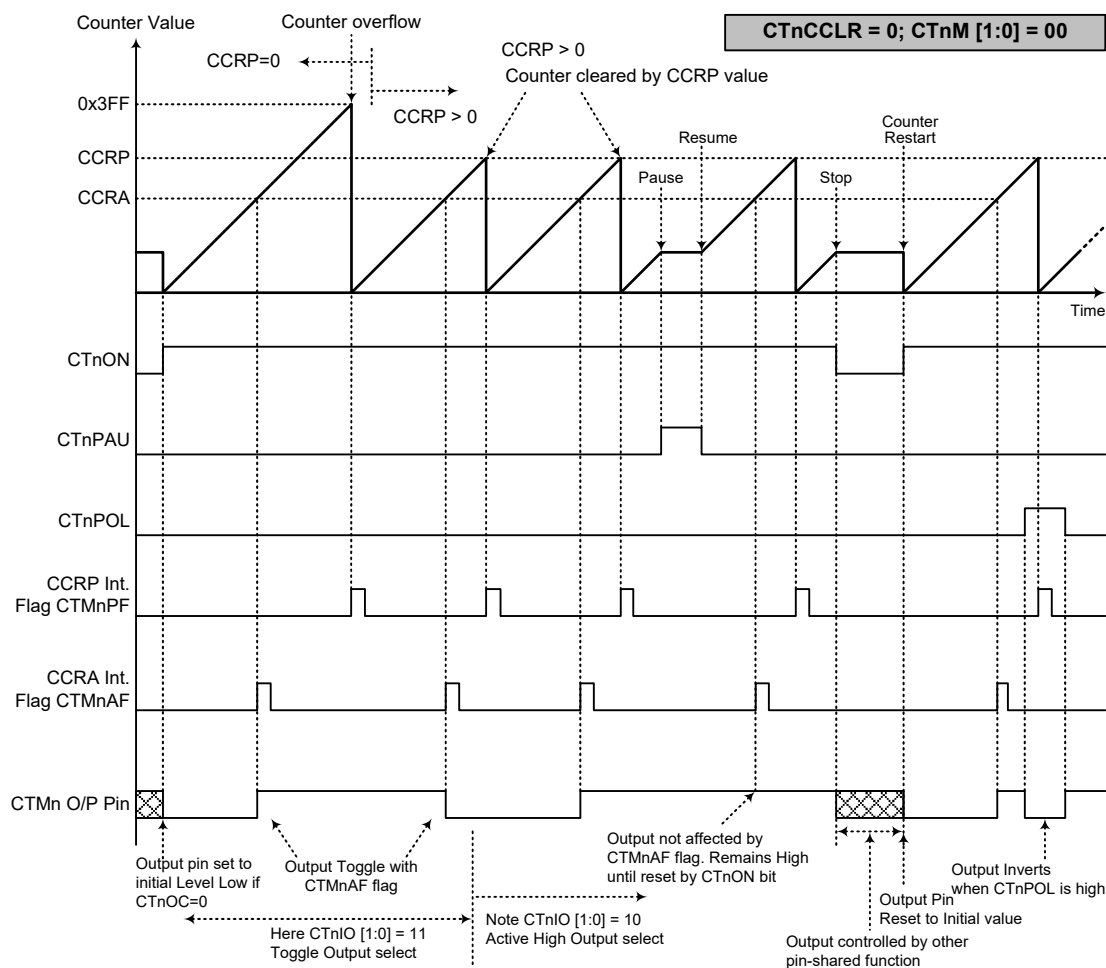 Counter Value
Counter overflow
CTnCCLR = 0; CTnM [1:0] = 00
CCRP=0
CCRP > 0
CCRP > 0
Counter cleared by CCRP value
0x3FF
CCRP
CCRA
Pause
Resume
Stop
Counter
Restart
Time
CTnON
CTnPAU
CTnPOL
CCRP Int.
Flag CTMnPF
CCRA Int.
Flag CTMnAF
CTMn O/P Pin
Output pin set to
initial Level Low if
CTnOC=0
Output Toggle with
CTMnAF flag
Output not affected by
CTMnAF flag. Remains High
until reset by CTnON bit
Output Inverts
when CTnPOL is high
Output Pin
Reset to Initial value
Here CTnIO [1:0] = 11
Toggle Output select
Note CTnIO [1:0] = 10
Active High Output select
Output controlled by other
pin-shared function